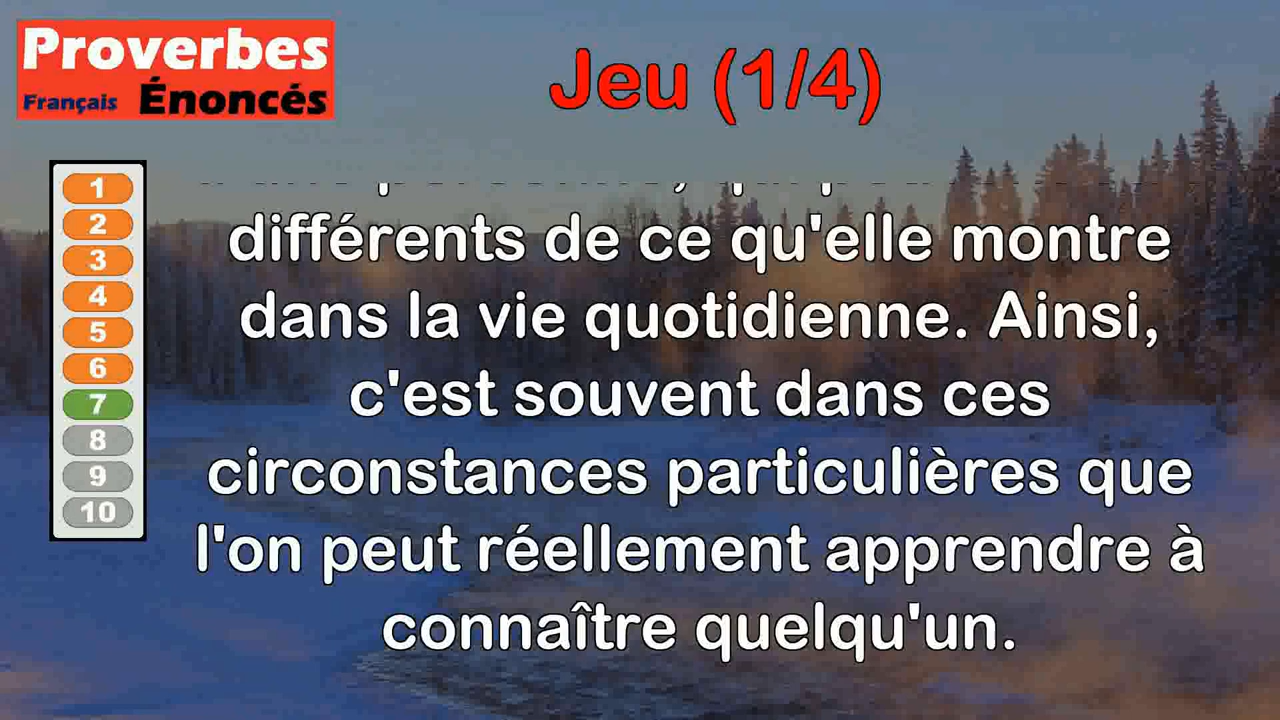 Proverbes
Français Énoncés
Jeu (1/4)
1
2
3
4
5
6
7
8
9
10
différents de ce qu'elle montre
dans la vie quotidienne. Ainsi,
c'est souvent dans ces
circonstances particulières que
l'on peut réellement apprendre à
connaître quelqu'un.